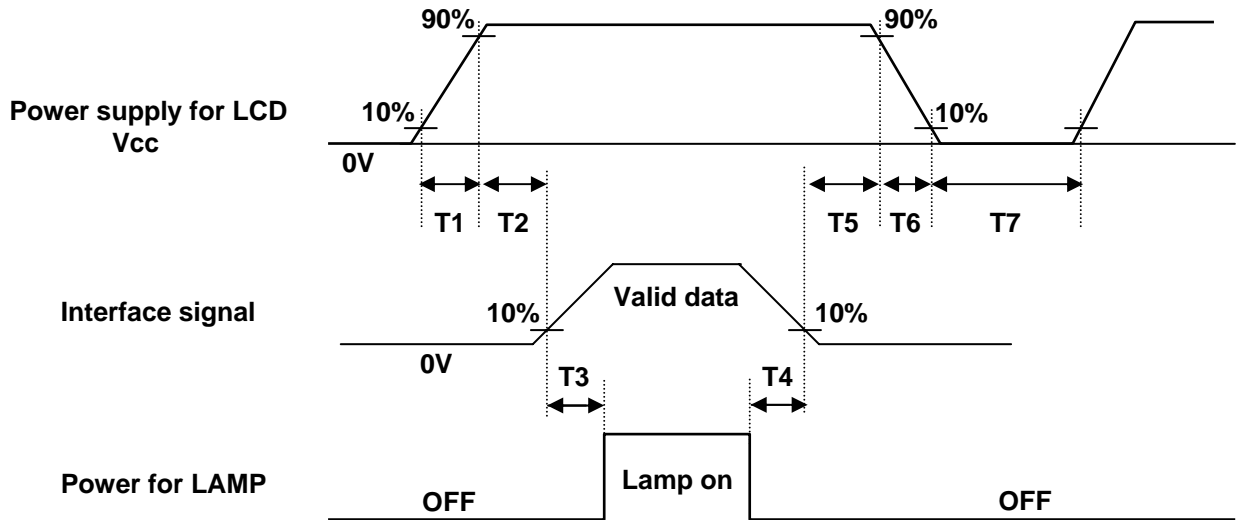 90%
90%
Power supply for LCD
Vcc
10%
10%
0V
T1
T2
T5
T6
T7
Interface signal
Valid data
10%
10%
0V
T3
T4
Power for LAMP
Lamp on
OFF
OFF